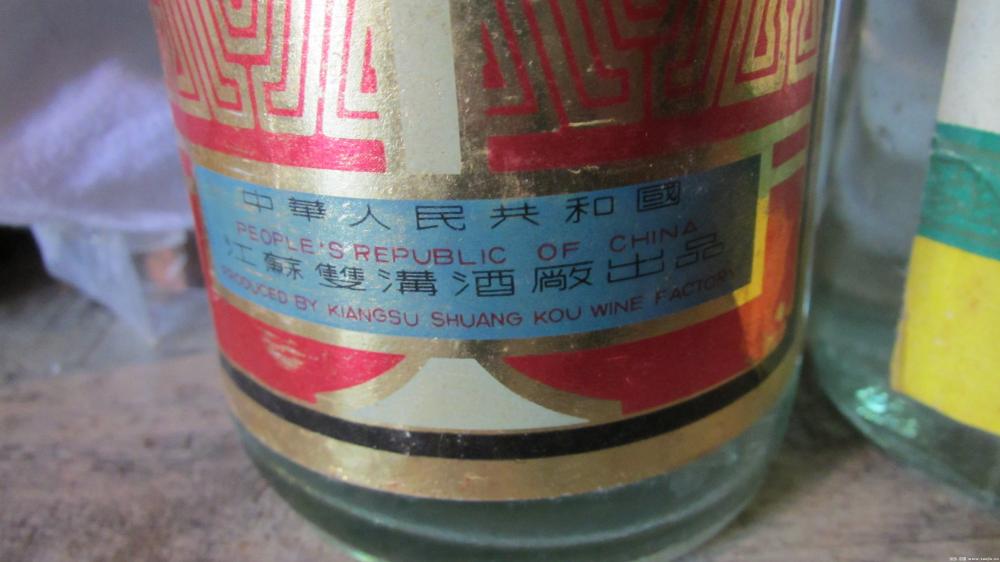 中華人民共和國
PEOPLE'S REPUBLIC OF CHINA
江蘇雙溝酒廠出品
PRODUCED BY KIANGSU SHUANG KOU WINE FACTORY